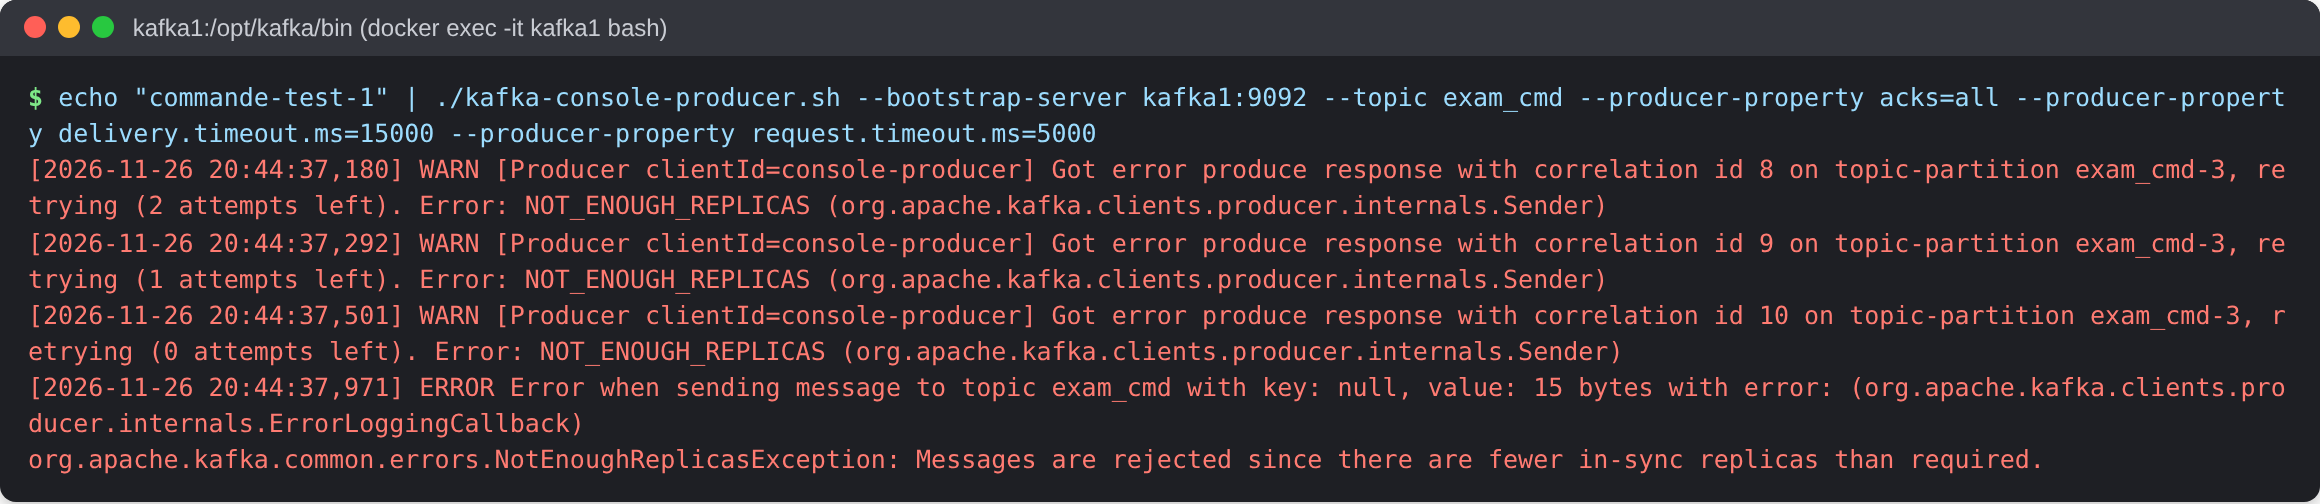 kafka1:/opt/kafka/bin (docker exec -it kafka1 bash)
$ echo "commande-test-1" | ./kafka-console-producer.sh --bootstrap-server kafka1:9092 --topic exam_cmd --producer-property acks=all --producer-propert
y delivery.timeout.ms=15000 --producer-property request.timeout.ms=5000
[2026-11-26 20:44:37,180] WARN [Producer clientId=console-producer] Got error produce response with correlation id 8 on topic-partition exam_cmd-3, re
trying (2 attempts left). Error: NOT_ENOUGH_REPLICAS (org.apache.kafka.clients.producer.internals.Sender)
[2026-11-26 20:44:37,292] WARN [Producer clientId=console-producer] Got error produce response with correlation id 9 on topic-partition exam_cmd-3, re
trying (1 attempts left). Error: NOT_ENOUGH_REPLICAS (org.apache.kafka.clients.producer.internals.Sender)
[2026-11-26 20:44:37,501] WARN [Producer clientId=console-producer] Got error produce response with correlation id 10 on topic-partition exam_cmd-3, r
etrying (0 attempts left). Error: NOT_ENOUGH_REPLICAS (org.apache.kafka.clients.producer.internals.Sender)
[2026-11-26 20:44:37,971] ERROR Error when sending message to topic exam_cmd with key: null, value: 15 bytes with error: (org.apache.kafka.clients.pro
ducer.internals.ErrorLoggingCallback)
org.apache.kafka.common.errors.NotEnoughReplicasException: Messages are rejected since there are fewer in-sync replicas than required.